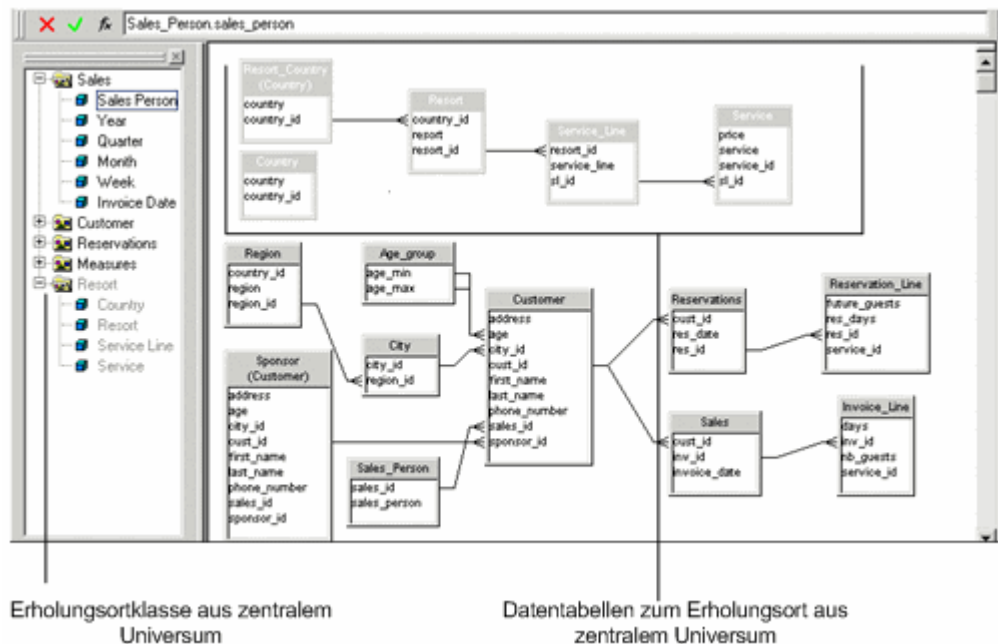 Sales_Person.sales_person
Sales
Sales Person
Year
Quarter
Month
Week
Invoice Date
Customer
Reservations
Measures
Resort
Country
Resort
Service Line
Service
Resort_Country
(Country)
country
country_id
Country
country
country_id
Resort
country_id
resort
resort_id
Service_Line
resort_id
service_line
sl_id
Service
price
service
service_id
sl_id
Region
country_id
region
region_id
Age_group
age_min
age_max
City
city_id
region_id
Customer
address
age
city_id
cust_id
first_name
last_name
phone_number
sales_id
sponsor_id
Sponsor
(Customer)
address
age
city_id
cust_id
first_name
last_name
phone_number
sales_id
sponsor_id
Sales_Person
sales_id
sales_person
Reservations
cust_id
res_date
res_id
Reservation_Line
future_guests
res_days
res_id
service_id
Sales
cust_id
inv_id
invoice_date
Invoice_Line
days
inv_id
nb_guests
service_id
Erholungsortklasse aus zentralem
Universum
Datentabellen zum Erholungsort aus
zentralem Universum